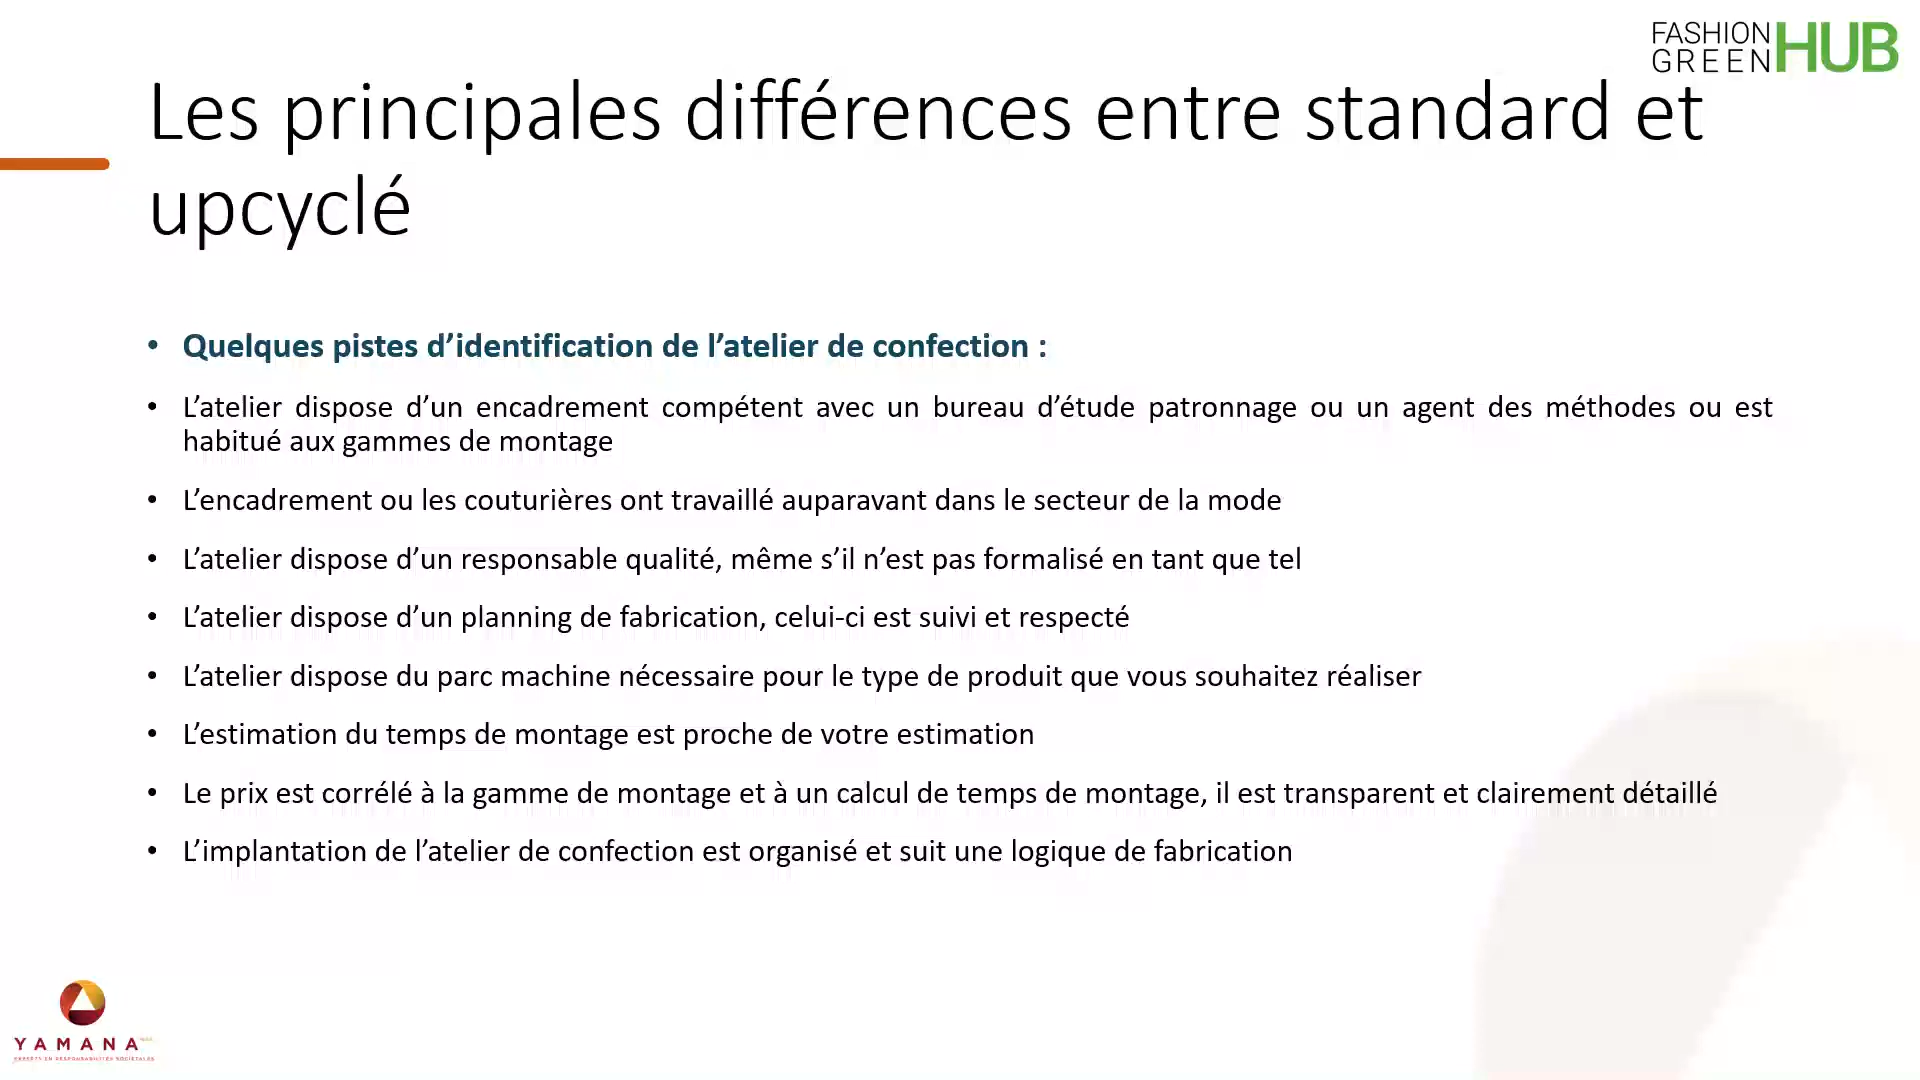 FASHION
GREEN HUB
Les principales différences entre standard et
upcyclé
• Quelques pistes d’identification de l’atelier de confection :
• L’atelier dispose d’un encadrement compétent avec un bureau d’étude patronnage ou un agent des méthodes ou est
habitué aux gammes de montage
• L’encadrement ou les couturières ont travaillé auparavant dans le secteur de la mode
• L’atelier dispose d’un responsable qualité, même s’il n’est pas formalisé en tant que tel
• L’atelier dispose d’un planning de fabrication, celui-ci est suivi et respecté
• L’atelier dispose du parc machine nécessaire pour le type de produit que vous souhaitez réaliser
• L’estimation du temps de montage est proche de votre estimation
• Le prix est corrélé à la gamme de montage et à un calcul de temps de montage, il est transparent et clairement détaillé
• L’implantation de l’atelier de confection est organisé et suit une logique de fabrication
YAMANA
EXPERTS EN RESPONSABILITÉS SOCIÉTALES